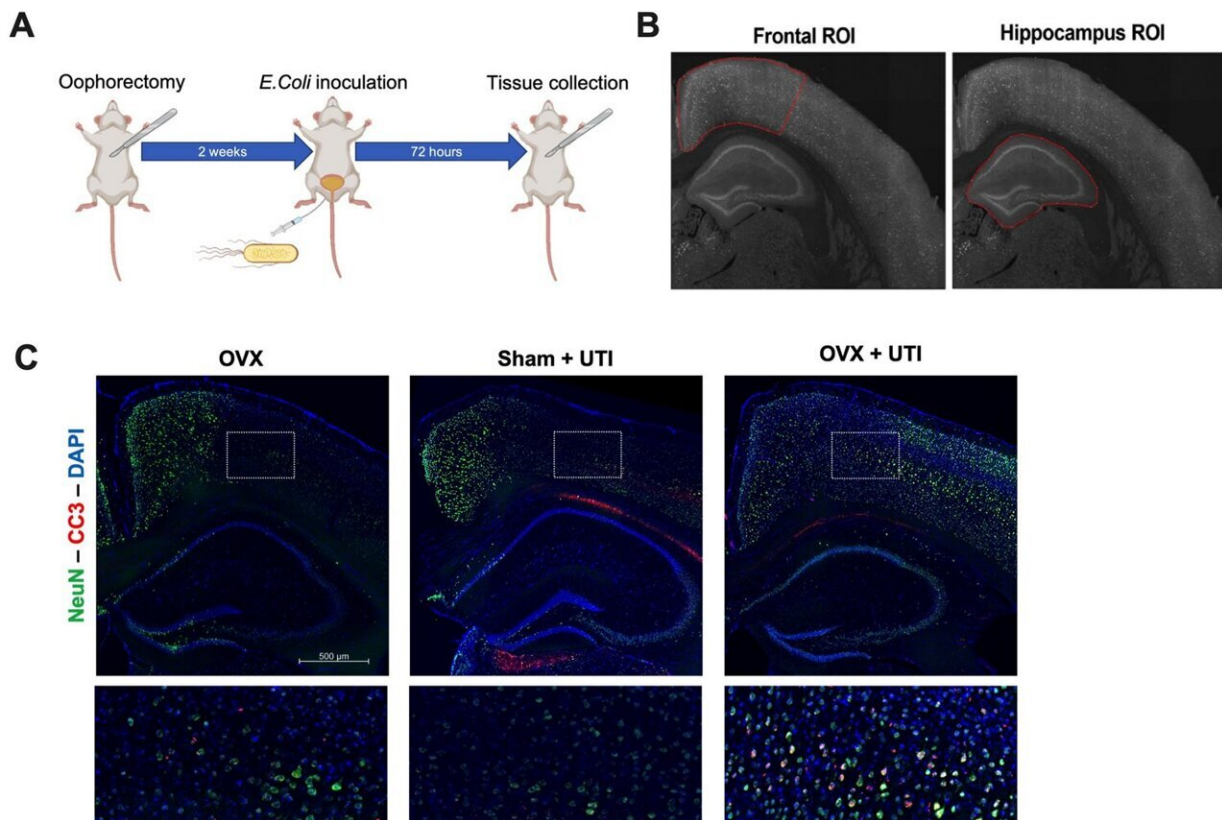 A
Oophorectomy
E.Coli inoculation
Tissue collection
2 weeks
72 hours
B
Frontal ROI
Hippocampus ROI
C
OVX
Sham + UTI
OVX + UTI
NeuN – CC3 – DAPI
500 µm